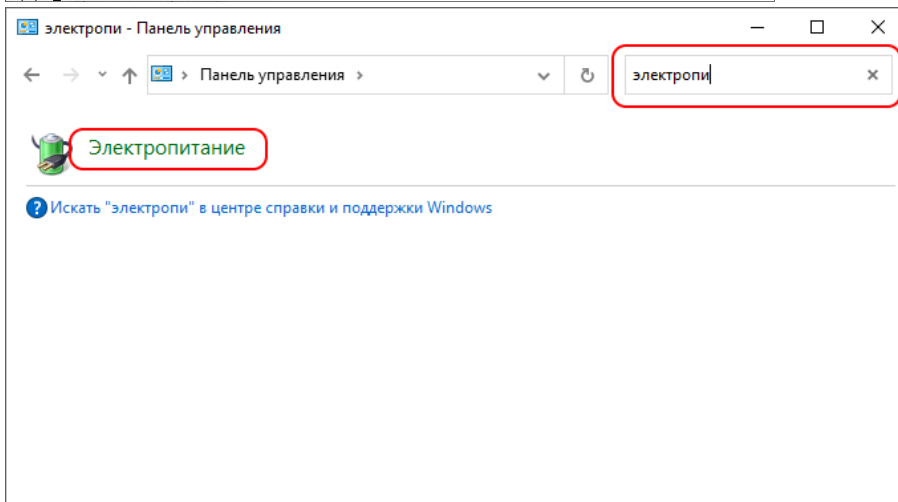 электропи - Панель управления
Панель управления
электропи
Электропитание
Искать "электропи" в центре справки и поддержки Windows